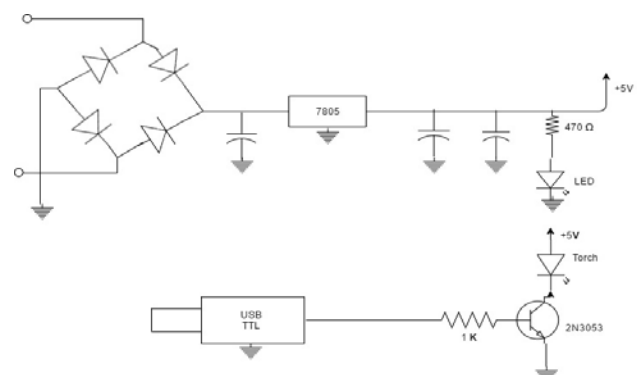 7805
+5V
470 Ω
LED
+5V
Torch
USB
TTL
1 K
2N3053